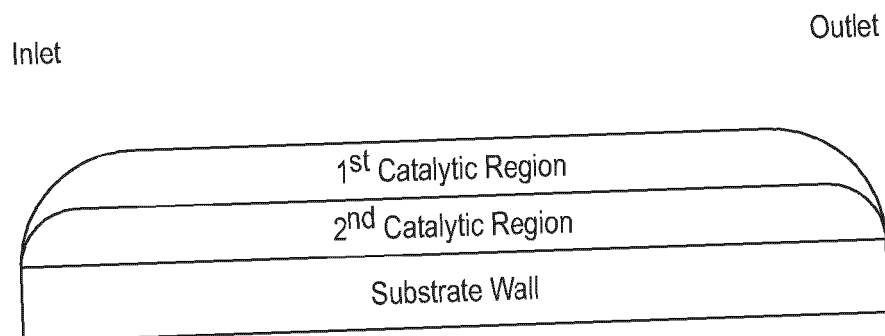 Inlet
Outlet
1st Catalytic Region
2nd Catalytic Region
Substrate Wall